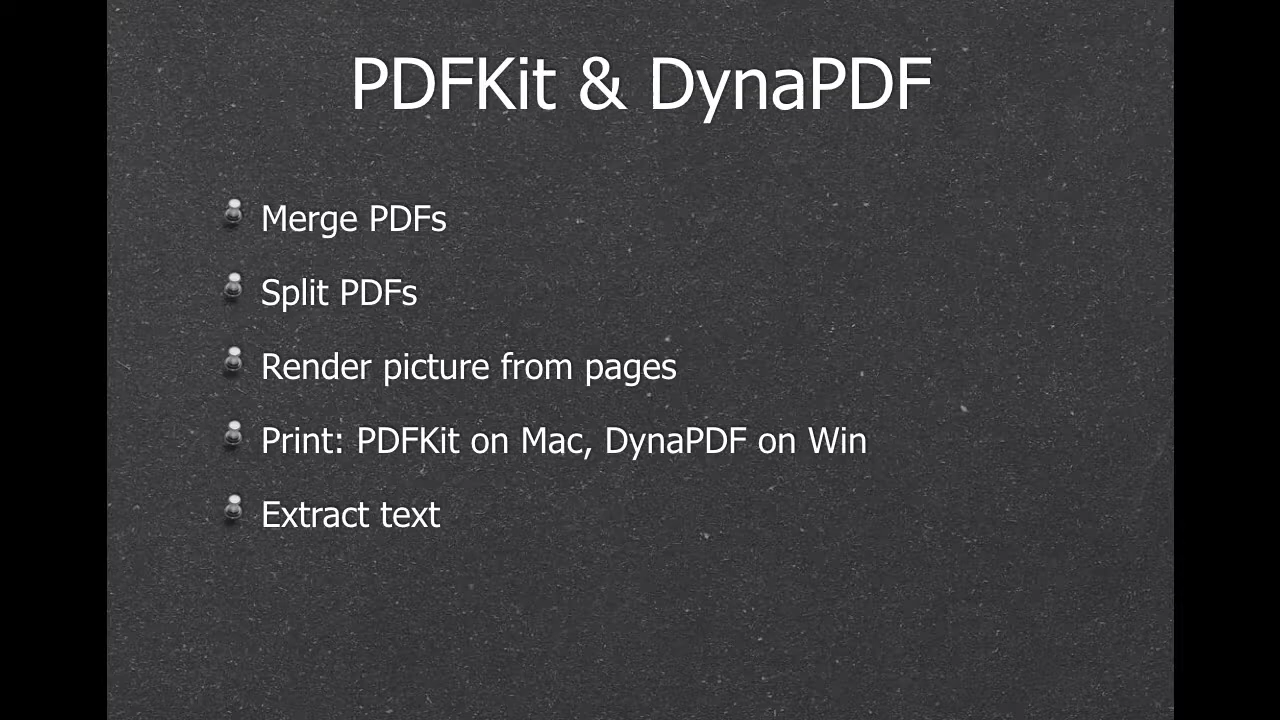 PDFKit & DynaPDF
Merge PDFs
Split PDFs
Render picture from pages
Print: PDFKit on Mac, DynaPDF on Win
Extract text